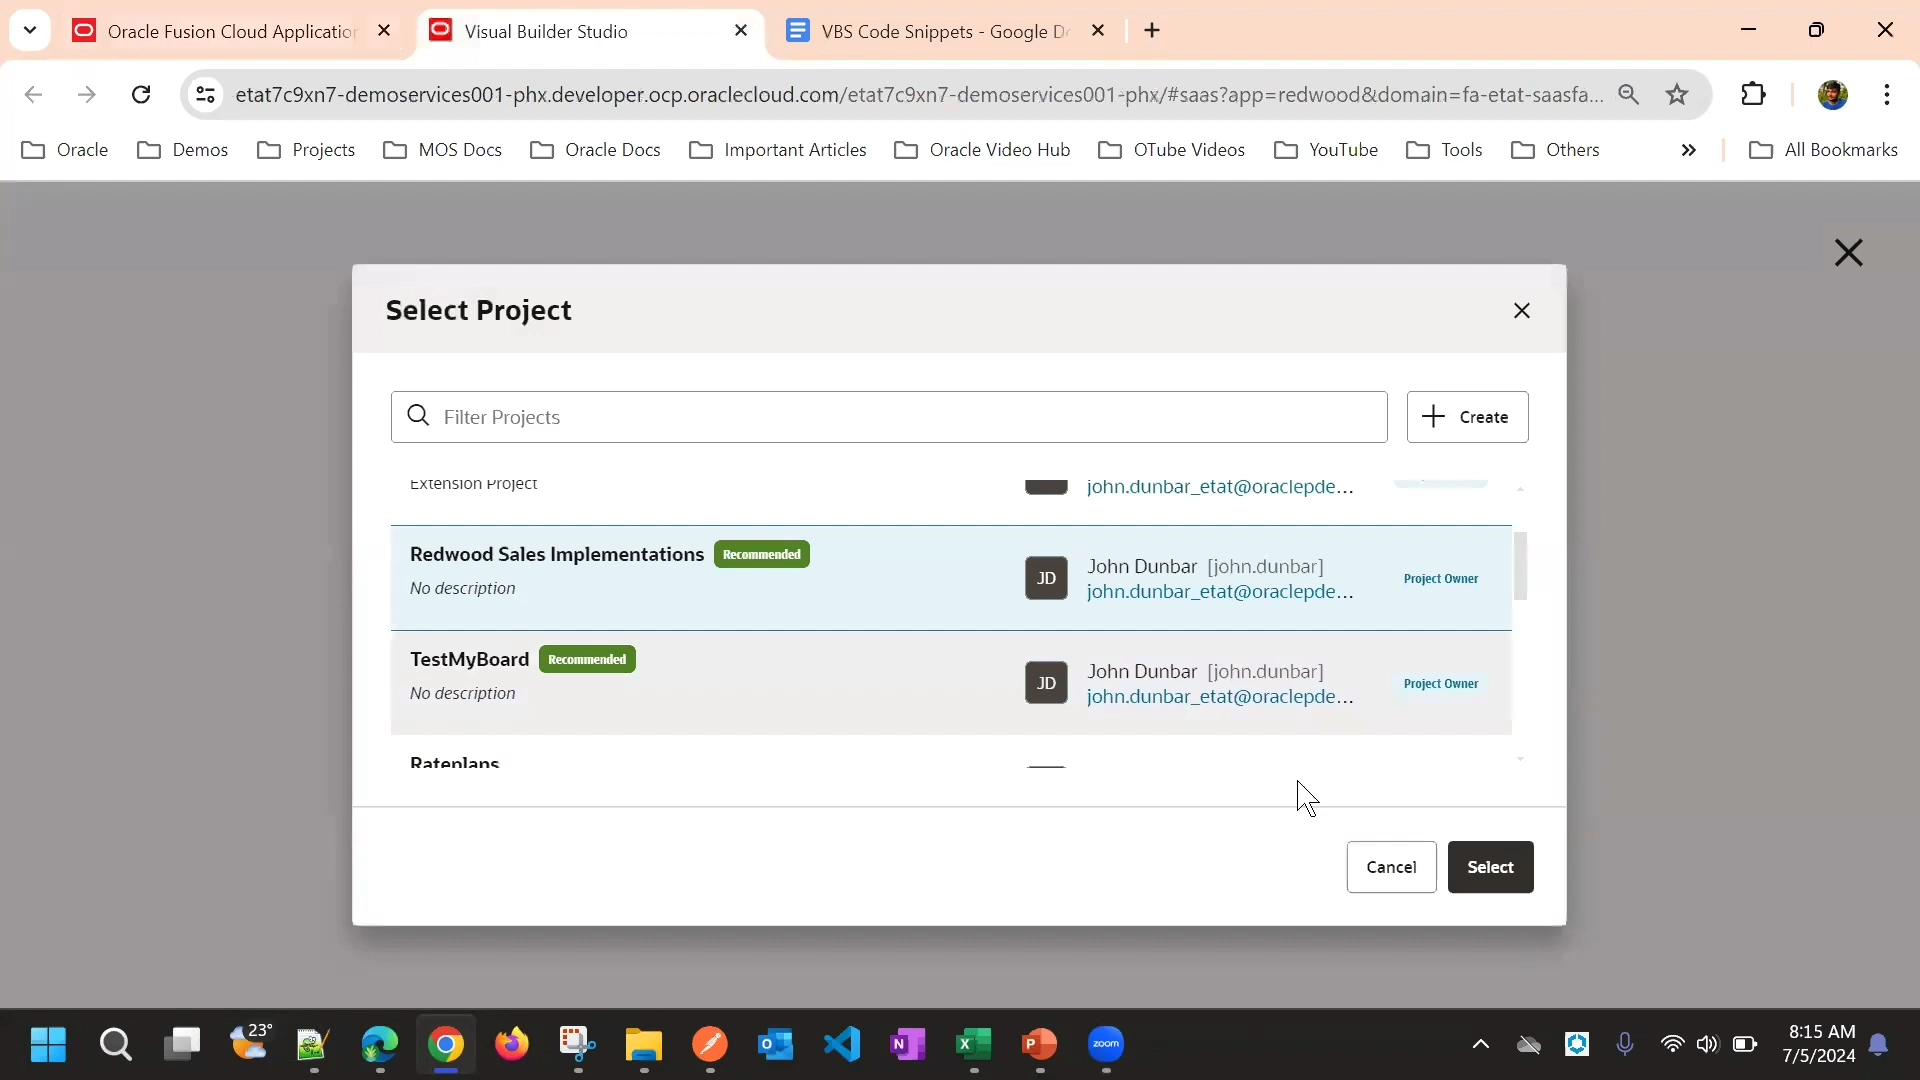 Oracle Fusion Cloud Application
Visual Builder Studio
VBS Code Snippets - Google Do
etat7c9xn7-demoservices001-phx.developer.ocp.oraclecloud.com/etat7c9xn7-demoservices001-phx/#saas?app=redwood&domain=fa-etat-saasfa...
Oracle
Demos
Projects
MOS Docs
Oracle Docs
Important Articles
Oracle Video Hub
OTube Videos
YouTube
Tools
Others
All Bookmarks
Select Project
Filter Projects
Create
Extension Project
john.dunbar_etat@oraclepde...
Redwood Sales Implementations
Recommended
No description
JD
John Dunbar [john.dunbar]
john.dunbar_etat@oraclepde...
Project Owner
TestMyBoard
Recommended
No description
JD
John Dunbar [john.dunbar]
john.dunbar_etat@oraclepde...
Project Owner
Rateplans
Cancel
Select
23°
zoom
8:15 AM
7/5/2024